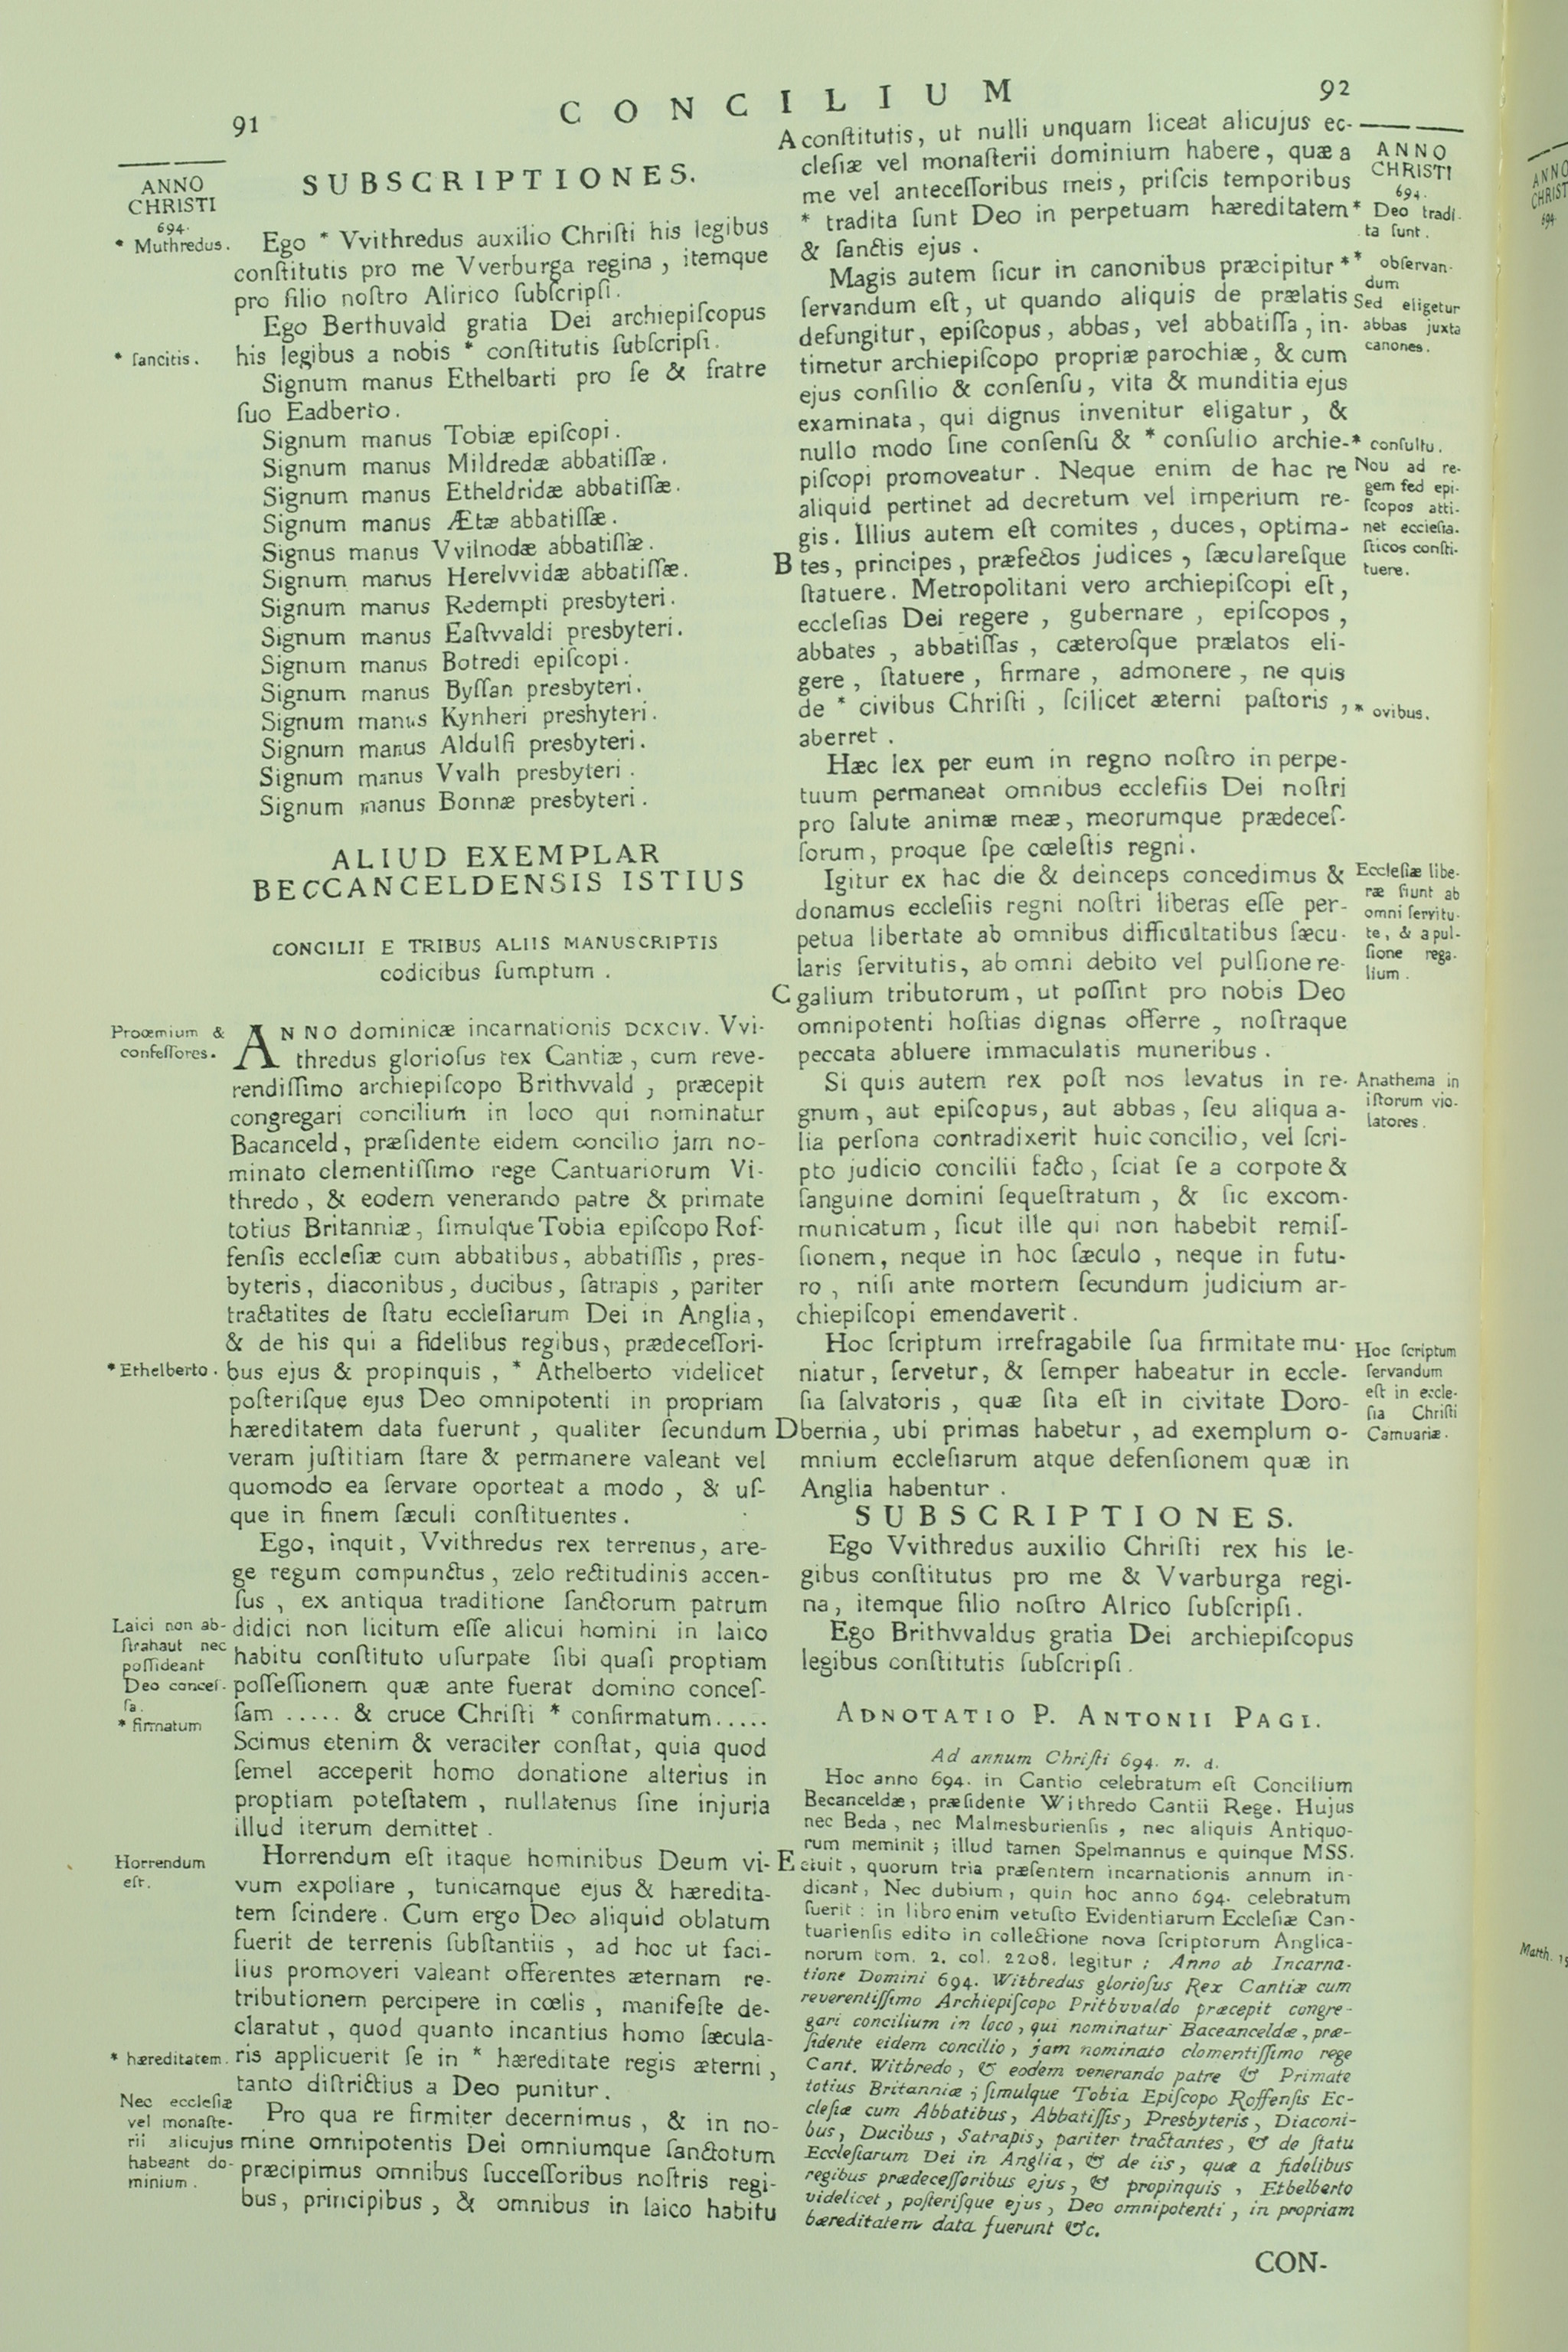 91
CONCILIUM
92
ANNO
CHRISTI
694.
* Muthredus.
* ſancitis.
SUBSCRIPTIONES.
Ego * Vvithredus auxilio Chriſti his legibus
conſtitutis pro me Vverburga regina, itemque
pro filio noſtro Alirico ſubſcripſi.
Ego Berthuvald gratia Dei archiepiſcopus
his legibus a nobis * conſtitutis ſubſcripſi.
Signum manus Ethelbarti pro ſe & fratre
ſuo Eadberto.
Signum manus Tobiæ epiſcopi.
Signum manus Mildredæ abbatiſſæ.
Signum manus Etheldridæ abbatiſſæ.
Signum manus Ætæ abbatiſſæ.
Signus manus Vvilnodæ abbatiſſæ.
Signum manus Herelvvidæ abbatiſſæ.
Signum manus Redempti presbyteri.
Signum manus Eaſtvvaldi presbyteri.
Signum manus Botredi epiſcopi.
Signum manus Byſſan presbyteri.
Signum manus Kynheri preshyteri.
Signum manus Aldulfi presbyteri.
Signum manus Vvalh presbyteri.
Signum manus Bonnæ presbyteri.
ALIUD EXEMPLAR
BECCANCELDENSIS ISTIUS
CONCILII E TRIBUS ALIIS MANUSCRIPTIS
codicibus ſumptum.
Proœmium &
confeſſores.
* Ethelberto.
Laici non ab-
ſtrahaut nec
poſſideant
Deo conceſ-
ſa.
* firmatum
Horrendum
eſt.
* hæreditatem.
Nec eccleſiæ
vel monaſte-
rii alicujus
habeant do-
minium.
ANNO dominicæ incarnationis DCXCIV. Vvi-
thredus glorioſus rex Cantiæ, cum reve-
rendiſſimo archiepiſcopo Brithvvald, præcepit
congregari concilium in loco qui nominatur
Bacanceld, præſidente eidem concilio jam no-
minato clementiſſimo rege Cantuariorum Vi-
thredo, & eodem venerando patre & primate
totius Britanniæ, ſimulque Tobia epiſcopo Rof-
fenſis eccleſiæ cum abbatibus, abbatiſſis, pres-
byteris, diaconibus, ducibus, ſatrapis, pariter
tractatites de ſtatu eccleſiarum Dei in Anglia,
& de his qui a fidelibus regibus, prædeceſſori-
bus ejus & propinquis, * Athelberto videlicet
poſteriſque ejus Deo omnipotenti in propriam
hæreditatem data fuerunt, qualiter ſecundum
veram juſtitiam ſtare & permanere valeant vel
quomodo ea ſervare oporteat a modo, & uſ-
que in finem ſæculi conſtituentes.
Ego, inquit, Vvithredus rex terrenus, are-
ge regum compunctus, zelo rectitudinis accen-
ſus, ex antiqua traditione ſanctorum patrum
didici non licitum eſſe alicui homini in laico
habitu conſtituto uſurpate ſibi quaſi proptiam
poſſeſſionem quæ ante fuerat domino conceſ-
ſam ..... & cruce Chriſti * confirmatum.....
Scimus etenim & veraciter conſtat, quia quod
ſemel acceperit homo donatione alterius in
proptiam poteſtatem, nullatenus ſine injuria
illud iterum demittet.
Horrendum eſt itaque hominibus Deum vi-
vum expoliare, tunicamque ejus & hæredita-
tem ſcindere. Cum ergo Deo aliquid oblatum
fuerit de terrenis ſubſtantiis, ad hoc ut faci-
lius promoveri valeant offerentes æternam re-
tributionem percipere in cœlis, manifeſte de-
claratut, quod quanto incantius homo ſæcula-
ris applicuerit ſe in * hæreditate regis æterni,
tanto diſtrictius a Deo punitur.
Pro qua re firmiter decernimus, & in no-
mine omnipotentis Dei omniumque ſanctotum
præcipimus omnibus ſucceſſoribus noſtris regi-
bus, principibus, & omnibus in laico habitu
A conſtitutis, ut nulli unquam liceat alicujus ec-
cleſiæ vel monaſterii dominium habere, quæ a
me vel anteceſſoribus meis, priſcis temporibus
* tradita ſunt Deo in perpetuam hæreditatem
& ſanctis ejus.
Magis autem ſicur in canonibus præcipitur *
ſervandum eſt, ut quando aliquis de prælatis
defungitur, epiſcopus, abbas, vel abbatiſſa, in-
timetur archiepiſcopo propriæ parochiæ, & cum
ejus conſilio & conſenſu, vita & munditia ejus
examinata, qui dignus invenitur eligatur, &
nullo modo ſine conſenſu & * conſulio archie-
piſcopi promoveatur. Neque enim de hac re
aliquid pertinet ad decretum vel imperium re-
gis. Illius autem eſt comites, duces, optima-
B tes, principes, præfectos judices, ſæculareſque
ſtatuere. Metropolitani vero archiepiſcopi eſt,
eccleſias Dei regere, gubernare, epiſcopos,
abbates, abbatiſſas, cæteroſque prælatos eli-
gere, ſtatuere, firmare, admonere, ne quis
de * civibus Chriſti, ſcilicet æterni paſtoris,
aberret.
Hæc lex per eum in regno noſtro in perpe-
tuum permaneat omnibus eccleſiis Dei noſtri
pro ſalute animæ meæ, meorumque prædeceſ-
ſorum, proque ſpe cœleſtis regni.
Igitur ex hac die & deinceps concedimus &
donamus eccleſiis regni noſtri liberas eſſe per-
petua libertate ab omnibus difficultatibus ſæcu-
laris ſervitutis, ab omni debito vel pulſione re-
C galium tributorum, ut poſſint pro nobis Deo
omnipotenti hoſtias dignas offerre, noſtraque
peccata abluere immaculatis muneribus.
Si quis autem rex poſt nos levatus in re-
gnum, aut epiſcopus, aut abbas, ſeu aliqua a-
lia perſona contradixerit huic concilio, vel ſcri-
pto judicio concilii facto, ſciat ſe a corpote &
ſanguine domini ſequeſtratum, & ſic excom-
municatum, ſicut ille qui non habebit remiſ-
ſionem, neque in hoc ſæculo, neque in futu-
ro, niſi ante mortem ſecundum judicium ar-
chiepiſcopi emendaverit.
Hoc ſcriptum irrefragabile ſua firmitate mu-
niatur, ſervetur, & ſemper habeatur in eccle-
ſia ſalvatoris, quæ ſita eſt in civitate Doro-
D bernia, ubi primas habetur, ad exemplum o-
mnium eccleſiarum atque defenſionem quæ in
Anglia habentur.
SUBSCRIPTIONES.
Ego Vvithredus auxilio Chriſti rex his le-
gibus conſtitutus pro me & Vvarburga regi-
na, itemque filio noſtro Alrico ſubſcripſi.
Ego Brithvvaldus gratia Dei archiepiſcopus
legibus conſtitutis ſubſcripſi.
ADNOTATIO P. ANTONII PAGI.
Ad annum Chriſti 694. n. d.
Hoc anno 694. in Cantio celebratum eſt Concilium
Becanceldæ, præſidente Withredo Cantii Rege. Hujus
nec Beda, nec Malmesburienſis, nec aliquis Antiquo-
rum meminit; illud tamen Spelmannus e quinque MSS.
E eruit, quorum tria præſentem incarnationis annum in-
dicant, Nec dubium, quin hoc anno 694. celebratum
fuerit: in libro enim vetuſto Evidentiarum Eccleſiæ Can-
tuarienſis edito in collectione nova ſcriptorum Anglica-
norum tom. 2. col. 2208. legitur: Anno ab Incarna-
tione Domini 694. Witbredus glorioſus Rex Cantiæ cum
reverentiſſimo Archiepiſcopo Pritbvvaldo præcepit congre-
gari concilium in loco, qui nominatur Baceanceldæ, præ-
ſidente eidem concilio, jam nominato clomentiſſimo rege
Cant. Witbredo, & eodem venerando patre & Primate
totius Britanniæ; ſimulque Tobia Epiſcopo Roffenſis Ec-
cleſiæ cum Abbatibus, Abbatiſſis, Presbyteris, Diaconi-
bus, Ducibus, Satrapis, pariter tractantes, & de ſtatu
Eccleſiarum Dei in Anglia, & de iis, quæ a fidelibus
regibus prædeceſſoribus ejus, & propinquis, Etbelberto
videlicet, poſteriſque ejus, Deo omnipotenti, in propriam
bæreditatem data fuerunt &c.
CON-
ANNO
CHRISTI
694.
* Deo tradi-
ta ſunt.
* obſervan-
dum
Sed eligetur
abbas juxta
canones.
* conſultu.
Nou ad re-
gem ſed epi-
ſcopos atti-
net eccleſia-
ſticos conſti-
tuere.
* ovibus.
Eccleſiæ libe-
ræ fiunt ab
omni ſervitu-
te, & a pul-
ſione rega-
lium.
Anathema in
iſtorum vio-
latores.
Hoc ſcriptum
ſervandum
eſt in eccle-
ſia Chriſti
Camuariæ.
ANNO
CHRIST
694.
Matth.